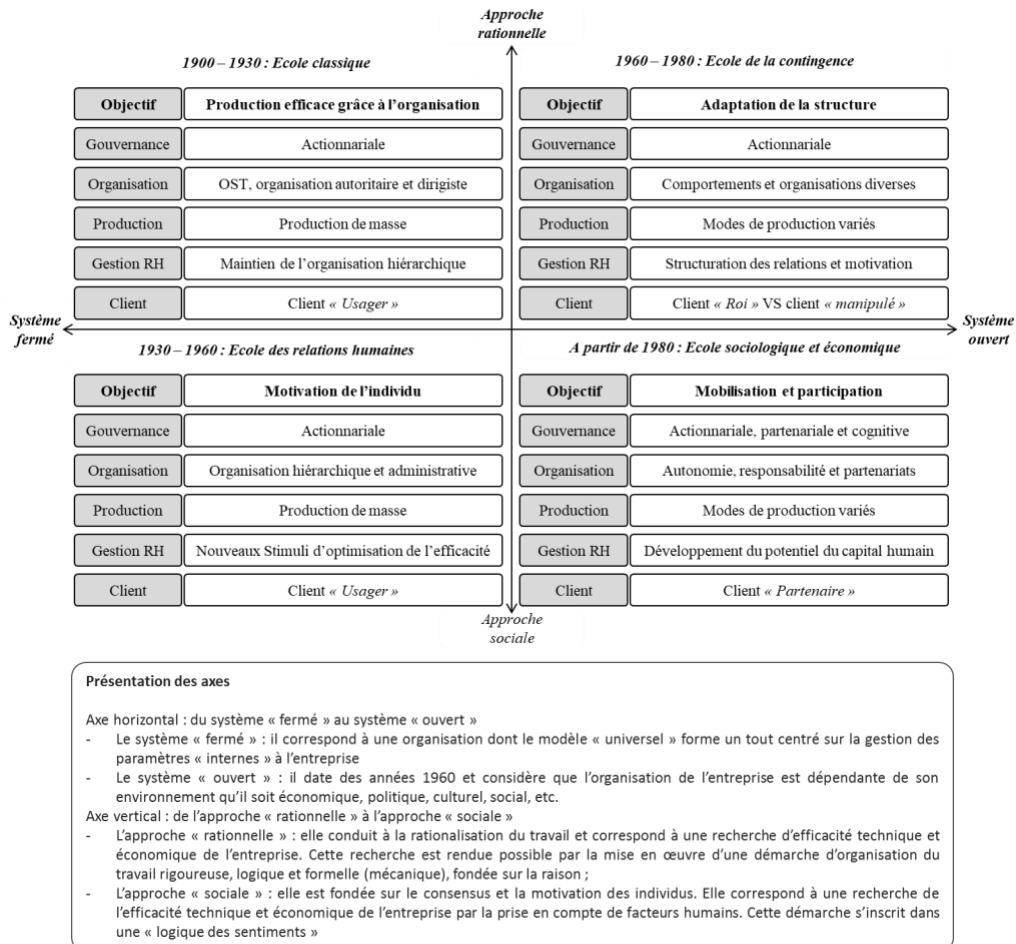 Approche
rationnelle
1900 – 1930 : Ecole classique
Objectif Production efficace grâce à l'organisation
Gouvernance Actionnariale
Organisation OST, organisation autoritaire et dirigiste
Production Production de masse
Gestion RH Maintien de l'organisation hiérarchique
Client Client « Usager »
1960 – 1980 : Ecole de la contingence
Objectif Adaptation de la structure
Gouvernance Actionnariale
Organisation Comportements et organisations diverses
Production Modes de production variés
Gestion RH Structuration des relations et motivation
Client Client « Roi » VS client « manipulé »
Système
fermé
Système
ouvert
1930 – 1960 : Ecole des relations humaines
Objectif Motivation de l'individu
Gouvernance Actionnariale
Organisation Organisation hiérarchique et administrative
Production Production de masse
Gestion RH Nouveaux Stimuli d'optimisation de l'efficacité
Client Client « Usager »
A partir de 1980 : Ecole sociologique et économique
Objectif Mobilisation et participation
Gouvernance Actionnariale, partenariale et cognitive
Organisation Autonomie, responsabilité et partenariats
Production Modes de production variés
Gestion RH Développement du potentiel du capital humain
Client Client « Partenaire »
Approche
sociale
Présentation des axes
Axe horizontal : du système « fermé » au système « ouvert »
- Le système « fermé » : il correspond à une organisation dont le modèle « universel » forme un tout centré sur la gestion des
paramètres « internes » à l'entreprise
- Le système « ouvert » : il date des années 1960 et considère que l'organisation de l'entreprise est dépendante de son
environnement qu'il soit économique, politique, culturel, social, etc.
Axe vertical : de l'approche « rationnelle » à l'approche « sociale »
- L'approche « rationnelle » : elle conduit à la rationalisation du travail et correspond à une recherche d'efficacité technique et
économique de l'entreprise. Cette recherche est rendue possible par la mise en œuvre d'une démarche d'organisation du
travail rigoureuse, logique et formelle (mécanique), fondée sur la raison ;
- L'approche « sociale » : elle est fondée sur le consensus et la motivation des individus. Elle correspond à une recherche de
l'efficacité technique et économique de l'entreprise par la prise en compte de facteurs humains. Cette démarche s'inscrit dans
une « logique des sentiments »